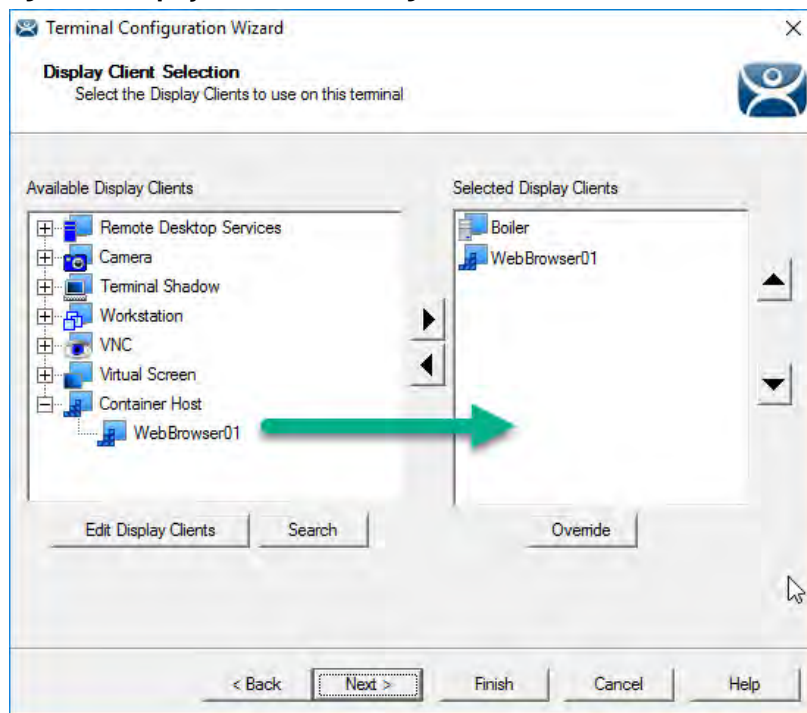 Terminal Configuration Wizard
Display Client Selection
Select the Display Clients to use on this terminal
Available Display Clients
Selected Display Clients
Remote Desktop Services
Camera
Terminal Shadow
Workstation
VNC
Virtual Screen
Container Host
WebBrowser01
Boiler
WebBrowser01
Edit Display Clients
Search
Override
< Back
Next >
Finish
Cancel
Help